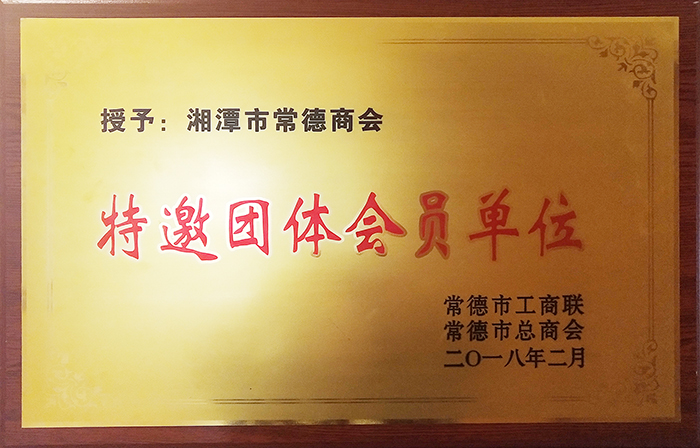 授予：湘潭市常德商会
特邀团体会员单位
常德市工商联
常德市总商会
二〇一八年二月